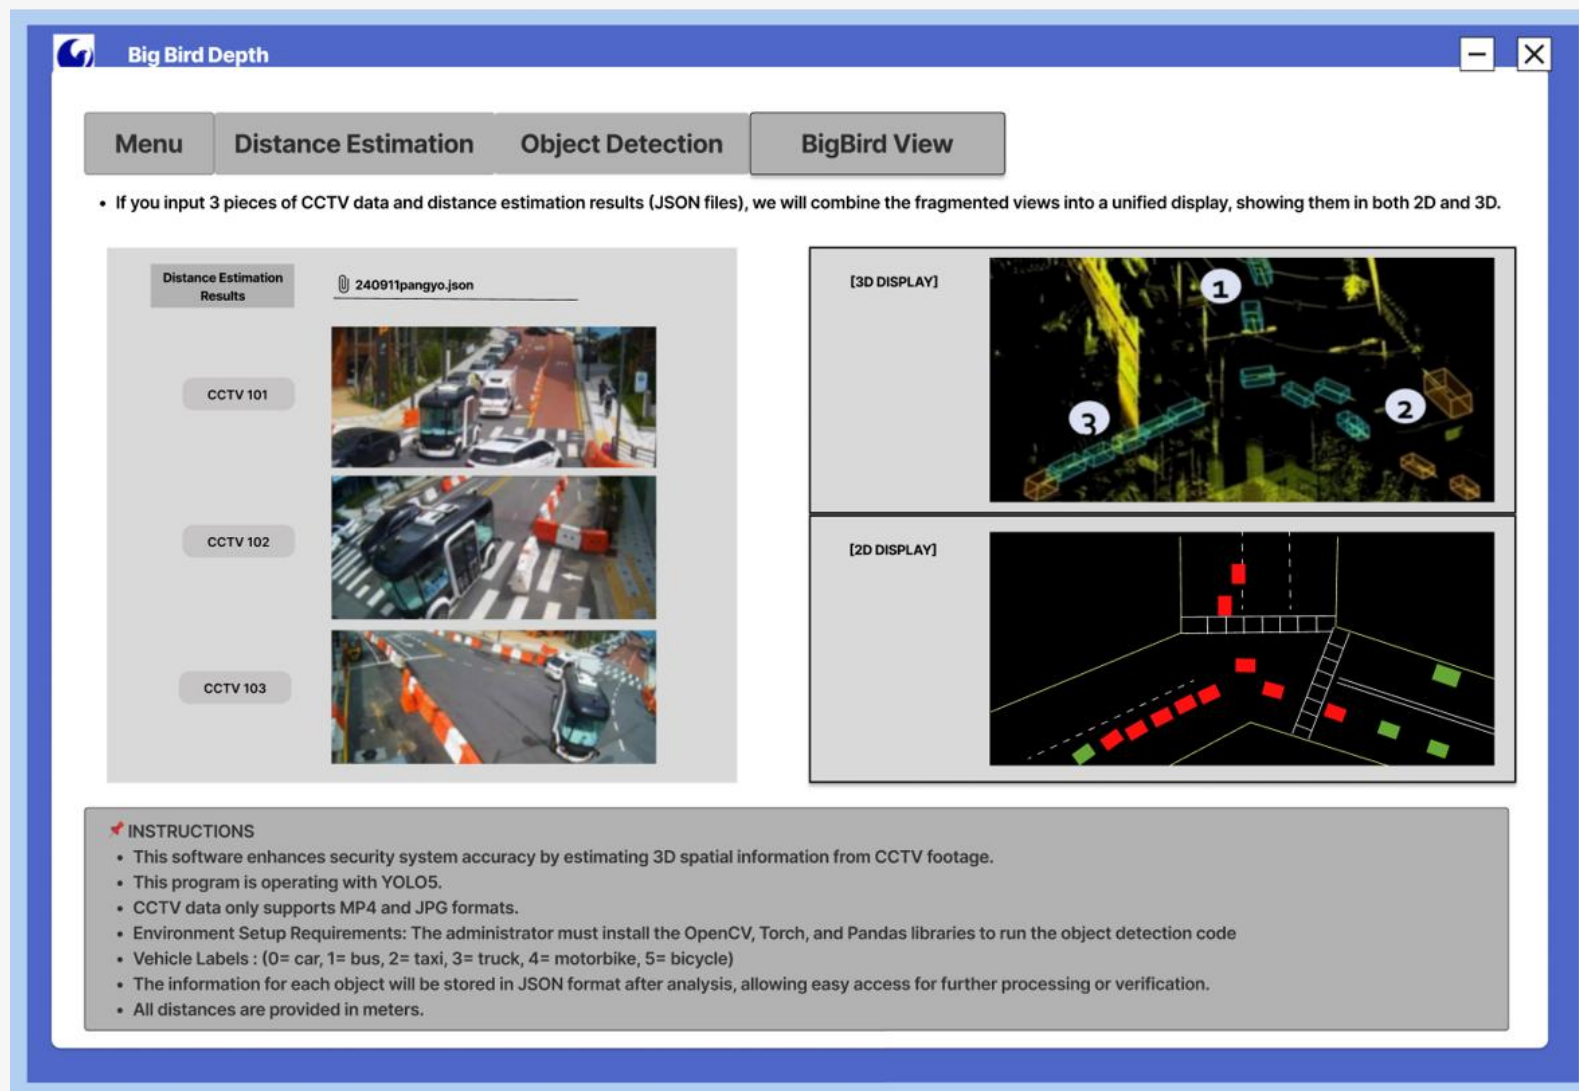 Big Bird Depth
Menu
Distance Estimation
Object Detection
BigBird View
• If you input 3 pieces of CCTV data and distance estimation results (JSON files), we will combine the fragmented views into a unified display, showing them in both 2D and 3D.
Distance Estimation
Results
240911pangyo.json
CCTV 101
CCTV 102
CCTV 103
[3D DISPLAY]
1
2
3
[2D DISPLAY]
INSTRUCTIONS
• This software enhances security system accuracy by estimating 3D spatial information from CCTV footage.
• This program is operating with YOLO5.
• CCTV data only supports MP4 and JPG formats.
• Environment Setup Requirements: The administrator must install the OpenCV, Torch, and Pandas libraries to run the object detection code
• Vehicle Labels : (0= car, 1= bus, 2= taxi, 3= truck, 4= motorbike, 5= bicycle)
• The information for each object will be stored in JSON format after analysis, allowing easy access for further processing or verification.
• All distances are provided in meters.